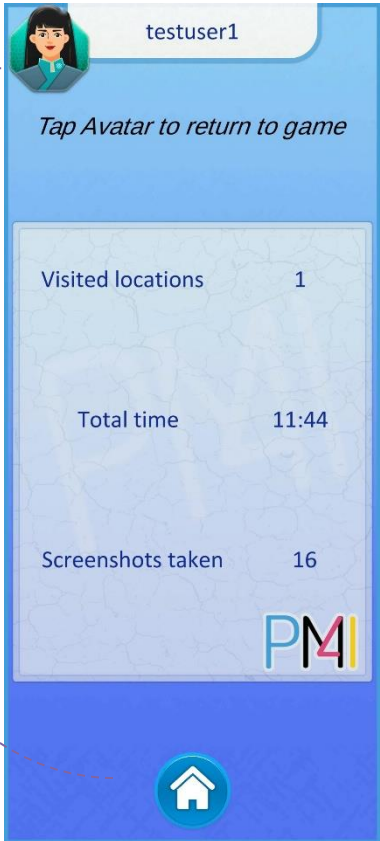 testuser1
Tap Avatar to return to game
Visited locations 1
Total time 11:44
Screenshots taken 16
PM4I